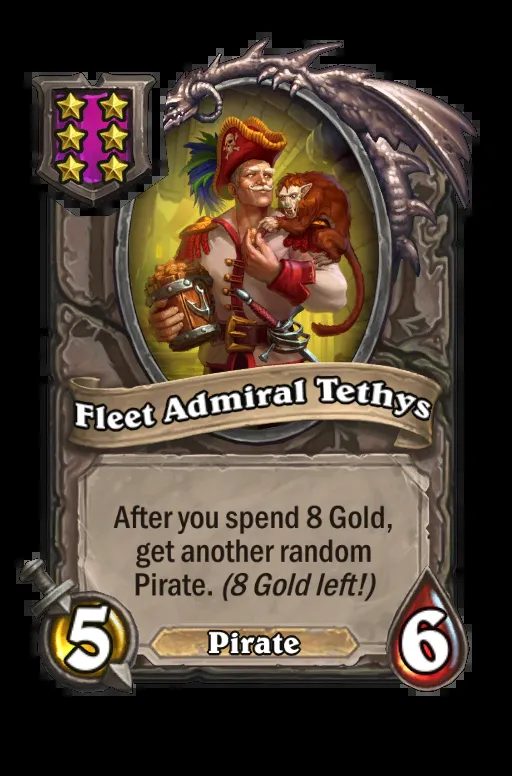 Fleet Admiral Tethys
After you spend 8 Gold,
get another random
Pirate. (8 Gold left!)
5
Pirate
6